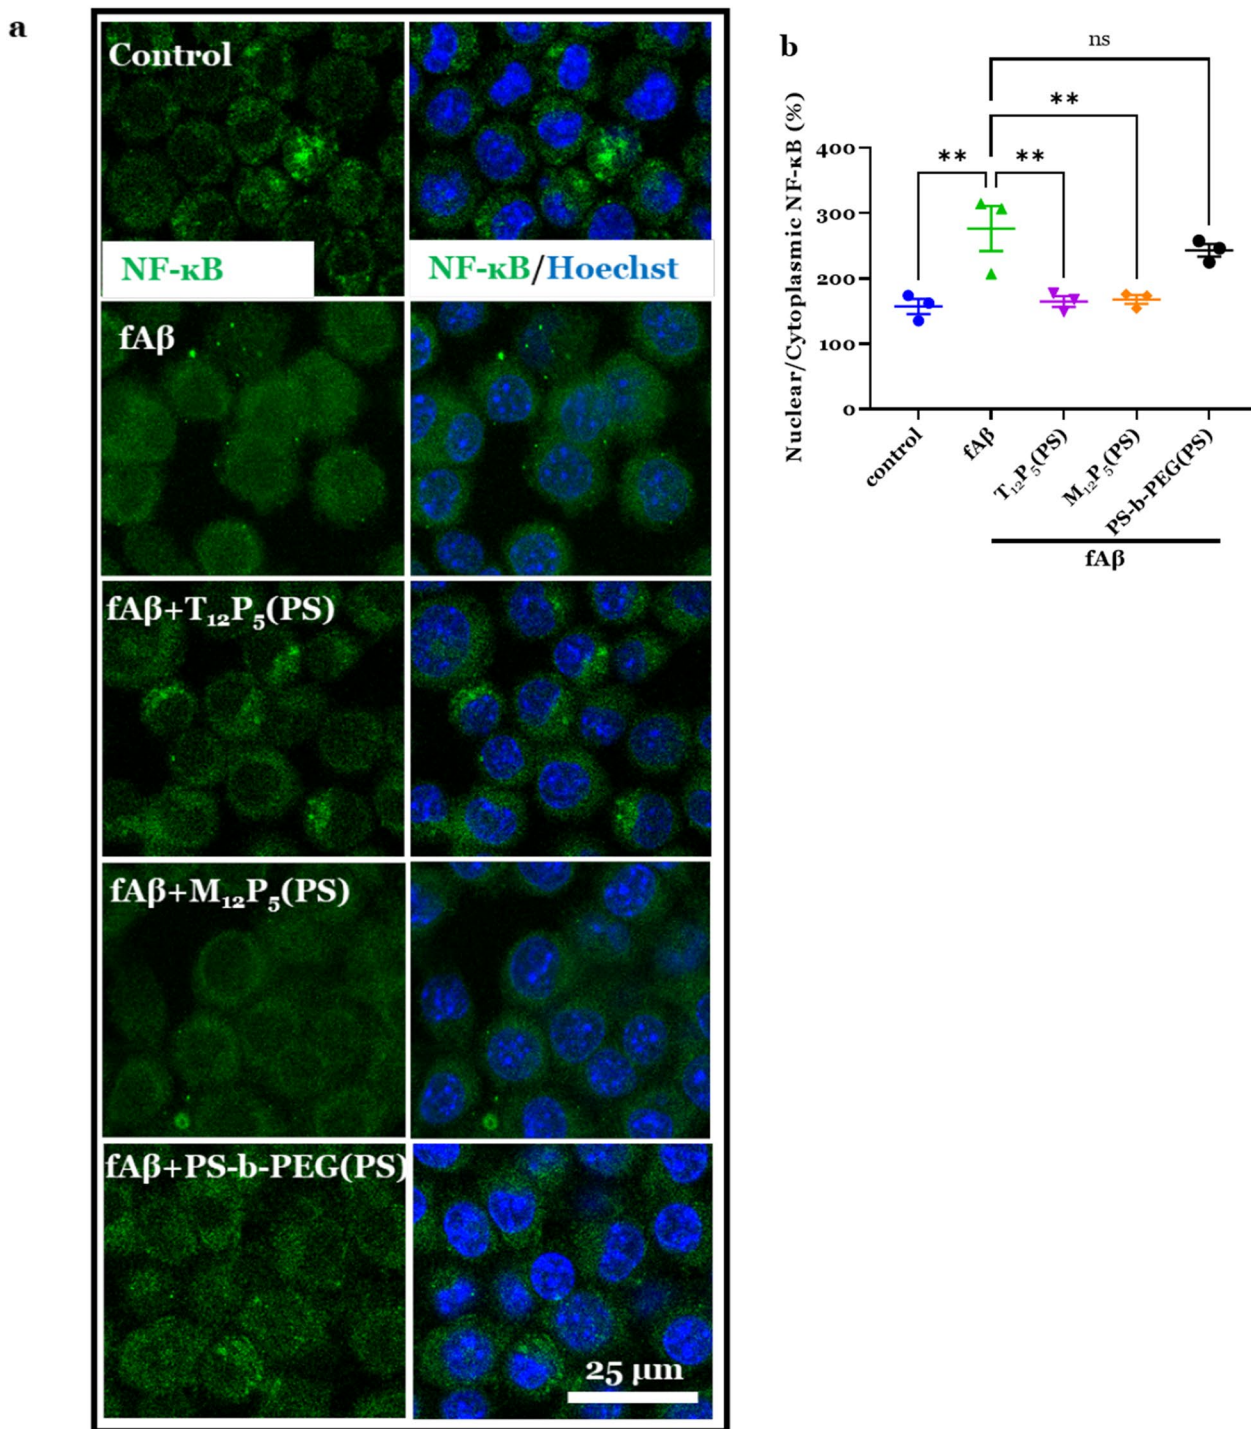 a
Control
NF-κB
NF-κB/Hoechst
fAβ
fAβ+T₁₂P₅(PS)
fAβ+M₁₂P₅(PS)
fAβ+PS-b-PEG(PS)
25 μm
b
ns
**
** **
Nuclear/Cytoplasmic NF-κB (%)
400
300
200
100
0
control
fAβ
T₁₂P₅(PS)
M₁₂P₅(PS)
PS-b-PEG(PS)
fAβ